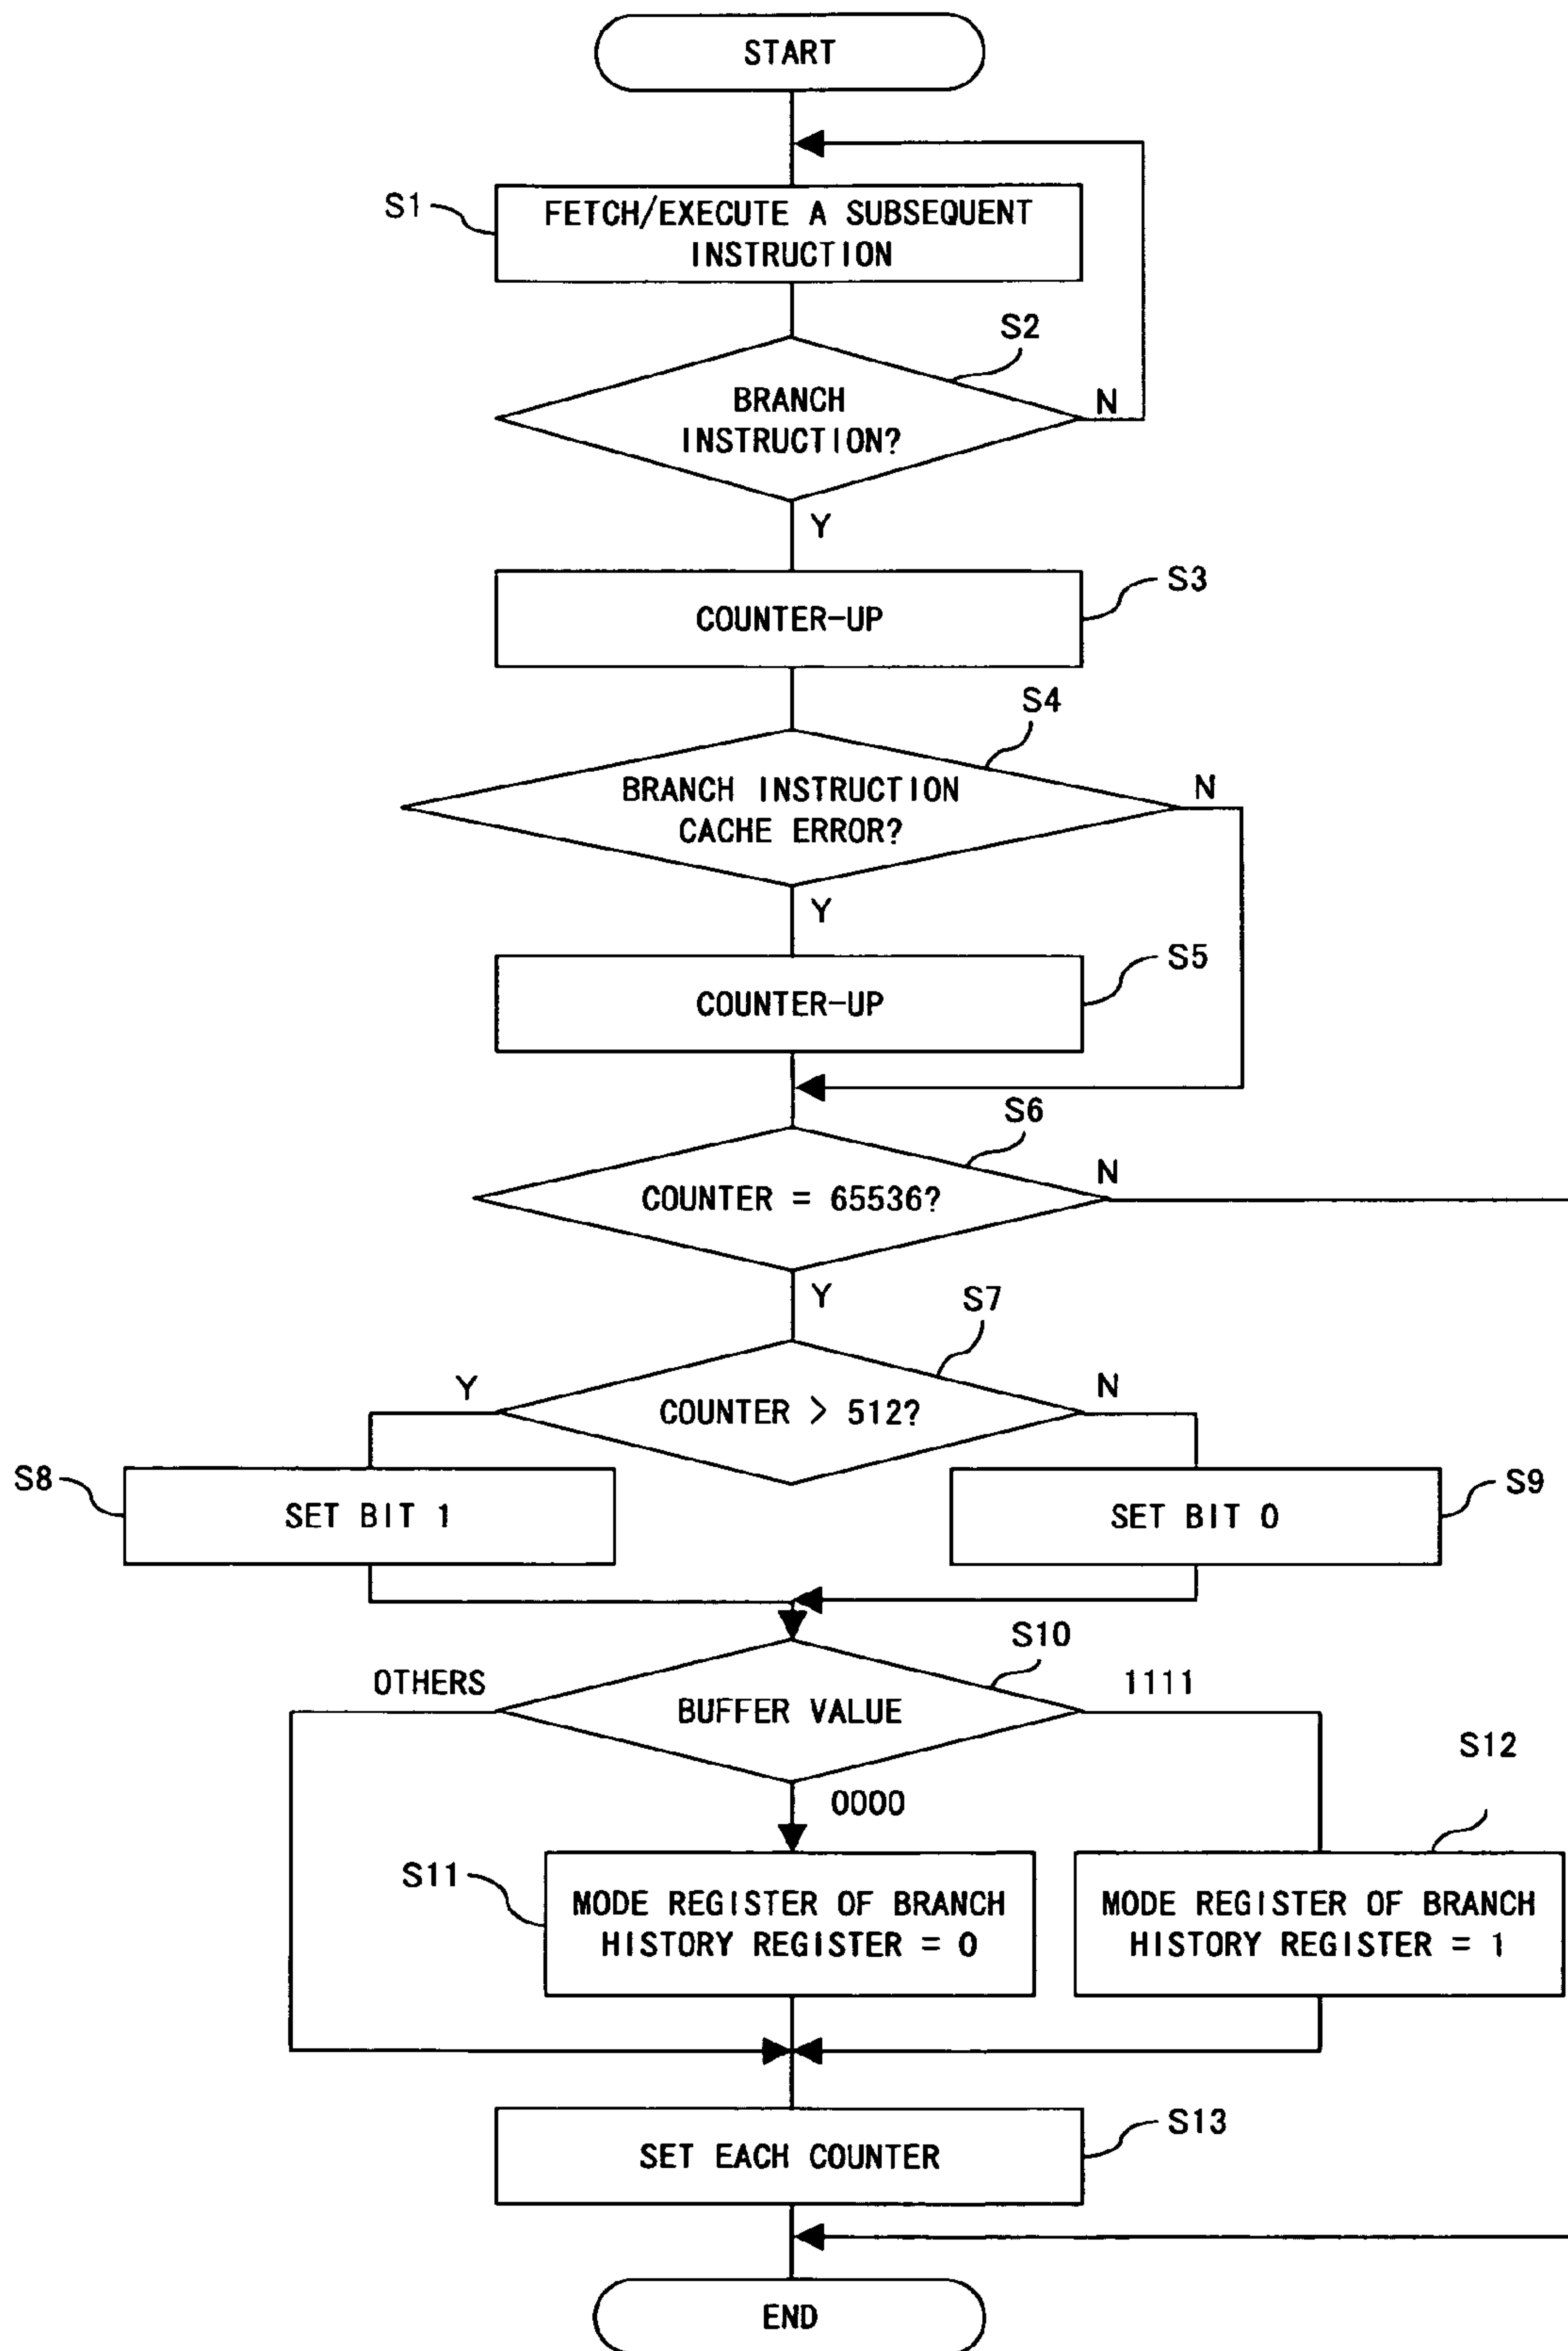 START
S1
FETCH/EXECUTE A SUBSEQUENT
INSTRUCTION
S2
BRANCH
INSTRUCTION?
N
Y
S3
COUNTER-UP
S4
BRANCH INSTRUCTION
CACHE ERROR?
N
Y
S5
COUNTER-UP
S6
COUNTER = 65536?
N
Y
S7
COUNTER > 512?
Y
N
S8
SET BIT 1
S9
SET BIT 0
S10
OTHERS
BUFFER VALUE
1111
0000
S12
S11
MODE REGISTER OF BRANCH
HISTORY REGISTER = 0
MODE REGISTER OF BRANCH
HISTORY REGISTER = 1
S13
SET EACH COUNTER
END